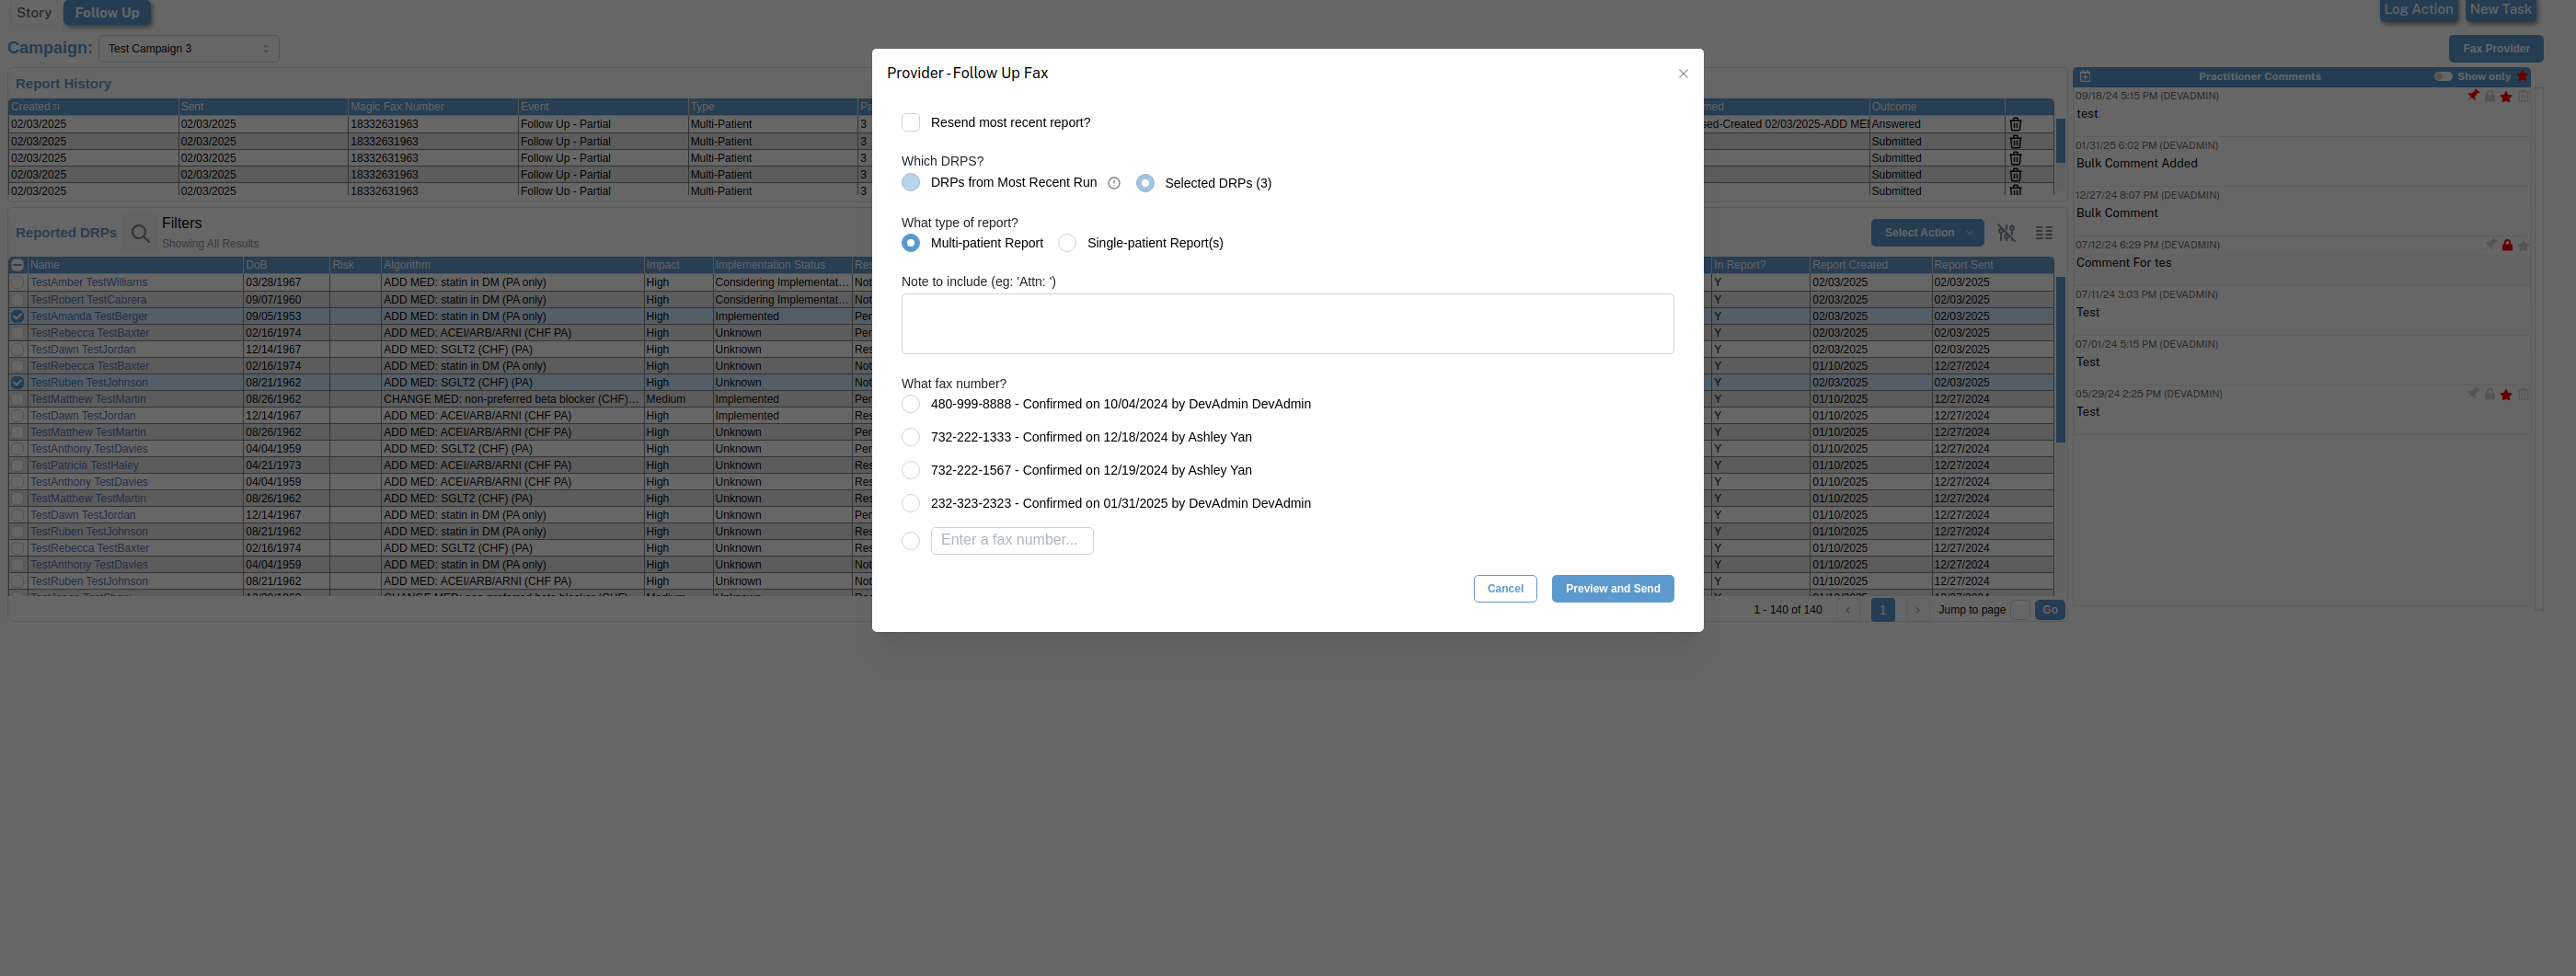 Story Follow Up Log Action New Task
Campaign: Test Campaign 3 Fax Provider
Report History
Created Sent Magic Fax Number Event Type Pa med Outcome
02/03/2025 02/03/2025 18332631963 Follow Up - Partial Multi-Patient 3 sed-Created 02/03/2025-ADD MEI Answered
02/03/2025 02/03/2025 18332631963 Follow Up - Partial Multi-Patient 3 Submitted
02/03/2025 02/03/2025 18332631963 Follow Up - Partial Multi-Patient 3 Submitted
02/03/2025 02/03/2025 18332631963 Follow Up - Partial Multi-Patient 3 Submitted
02/03/2025 02/03/2025 18332631963 Follow Up - Partial Multi-Patient 3 Submitted
Reported DRPs Filters
Showing All Results
Select Action
Name DoB Risk Algorithm Impact Implementation Status Res In Report? Report Created Report Sent
TestAmber TestWilliams 03/28/1967 ADD MED: statin in DM (PA only) High Considering Implementat... Not Y 02/03/2025 02/03/2025
TestRobert TestCabrera 09/07/1960 ADD MED: statin in DM (PA only) High Considering Implementat... Not Y 02/03/2025 02/03/2025
TestAmanda TestBerger 09/05/1953 ADD MED: statin in DM (PA only) High Implemented Per Y 02/03/2025 02/03/2025
TestRebecca TestBaxter 02/16/1974 ADD MED: ACEI/ARB/ARNI (CHF PA) High Unknown Per Y 02/03/2025 02/03/2025
TestDawn TestJordan 12/14/1967 ADD MED: SGLT2 (CHF) (PA) High Unknown Res Y 02/03/2025 02/03/2025
TestRebecca TestBaxter 02/16/1974 ADD MED: statin in DM (PA only) High Unknown Not Y 01/10/2025 12/27/2024
TestRuben TestJohnson 08/21/1962 ADD MED: SGLT2 (CHF) (PA) High Unknown Not Y 02/03/2025 02/03/2025
TestMatthew TestMartin 08/26/1962 CHANGE MED: non-preferred beta blocker (CHF)... Medium Implemented Per Y 01/10/2025 12/27/2024
TestDawn TestJordan 12/14/1967 ADD MED: ACEI/ARB/ARNI (CHF PA) High Implemented Res Y 01/10/2025 12/27/2024
TestMatthew TestMartin 08/26/1962 ADD MED: ACEI/ARB/ARNI (CHF PA) High Unknown Per Y 01/10/2025 12/27/2024
TestAnthony TestDavies 04/04/1959 ADD MED: SGLT2 (CHF) (PA) High Unknown Per Y 01/10/2025 12/27/2024
TestPatricia TestHaley 04/21/1973 ADD MED: ACEI/ARB/ARNI (CHF PA) High Unknown Res Y 01/10/2025 12/27/2024
TestAnthony TestDavies 04/04/1959 ADD MED: ACEI/ARB/ARNI (CHF PA) High Unknown Res Y 01/10/2025 12/27/2024
TestMatthew TestMartin 08/26/1962 ADD MED: SGLT2 (CHF) (PA) High Unknown Res Y 01/10/2025 12/27/2024
TestDawn TestJordan 12/14/1967 ADD MED: statin in DM (PA only) High Unknown Per Y 01/10/2025 12/27/2024
TestRuben TestJohnson 08/21/1962 ADD MED: statin in DM (PA only) High Unknown Res Y 01/10/2025 12/27/2024
TestRebecca TestBaxter 02/16/1974 ADD MED: SGLT2 (CHF) (PA) High Unknown Not Y 01/10/2025 12/27/2024
TestAnthony TestDavies 04/04/1959 ADD MED: statin in DM (PA only) High Unknown Not Y 01/10/2025 12/27/2024
TestRuben TestJohnson 08/21/1962 ADD MED: ACEI/ARB/ARNI (CHF PA) High Unknown Not Y 01/10/2025 12/27/2024
1 - 140 of 140 1 Jump to page Go
Provider - Follow Up Fax
Resend most recent report?
Which DRPS?
DRPs from Most Recent Run Selected DRPs (3)
What type of report?
Multi-patient Report Single-patient Report(s)
Note to include (eg: 'Attn: ')
What fax number?
480-999-8888 - Confirmed on 10/04/2024 by DevAdmin DevAdmin
732-222-1333 - Confirmed on 12/18/2024 by Ashley Yan
732-222-1567 - Confirmed on 12/19/2024 by Ashley Yan
232-323-2323 - Confirmed on 01/31/2025 by DevAdmin DevAdmin
Enter a fax number...
Cancel Preview and Send
Practitioner Comments Show only
09/18/24 5:15 PM (DEVADMIN)
test
01/31/25 6:02 PM (DEVADMIN)
Bulk Comment Added
12/27/24 8:07 PM (DEVADMIN)
Bulk Comment
07/12/24 6:29 PM (DEVADMIN)
Comment For tes
07/11/24 3:03 PM (DEVADMIN)
Test
07/01/24 5:15 PM (DEVADMIN)
Test
05/29/24 2:25 PM (DEVADMIN)
Test